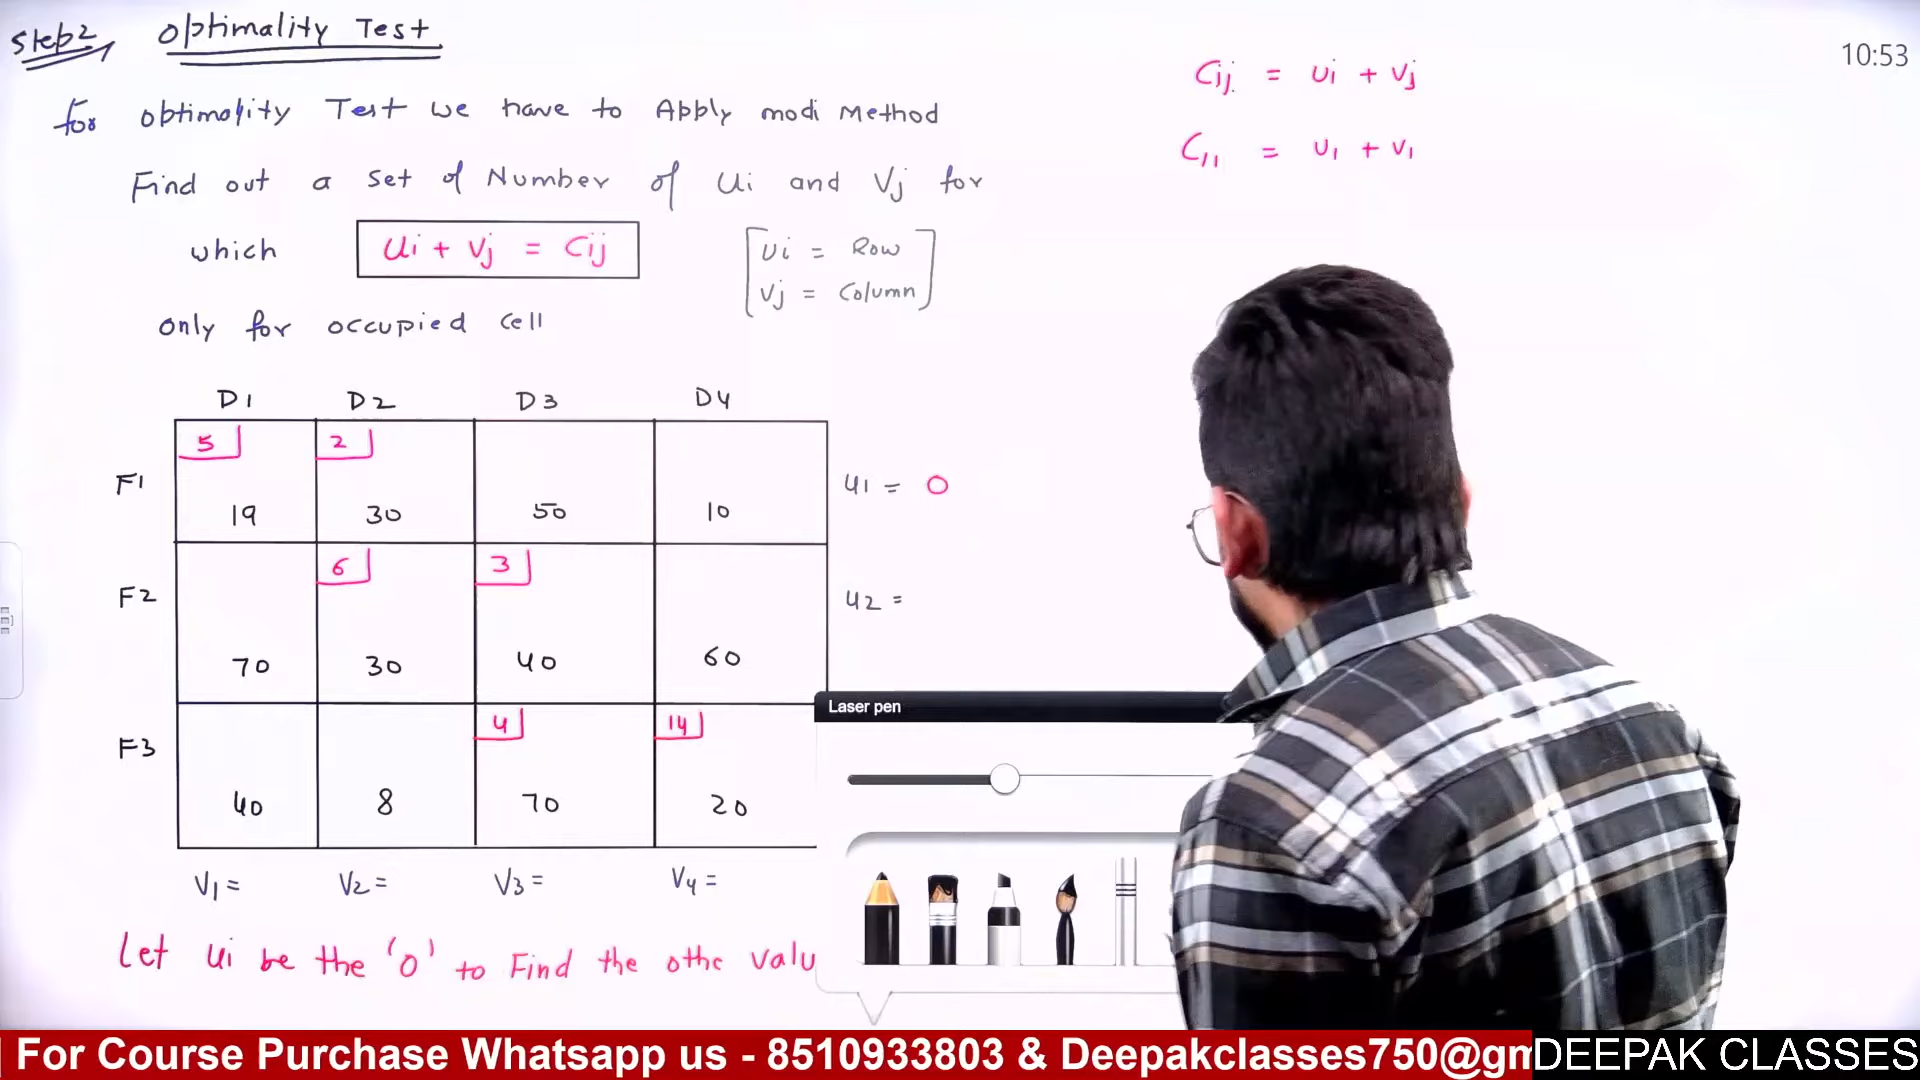 Step2 Optimality Test
10:53
Cij = ui + vj
For optimality Test we have to Apply modi Method
C11 = u1 + v1
Find out a set of Number of Ui and Vj for
which Ui + Vj = Cij
Ui = Row
Vj = Column
only for occupied cell
D1 D2 D3 D4
5 2
F1 19 30 50 10 u1 = 0
6 3
F2 70 30 40 60 u2 =
Laser pen
4 14
F3 40 8 70 20
V1 = V2 = V3 = V4 =
Let ui be the '0' to Find the othe valu
| For Course Purchase Whatsapp us - 8510933803 & Deepakclasses750@gm
DEEPAK CLASSES